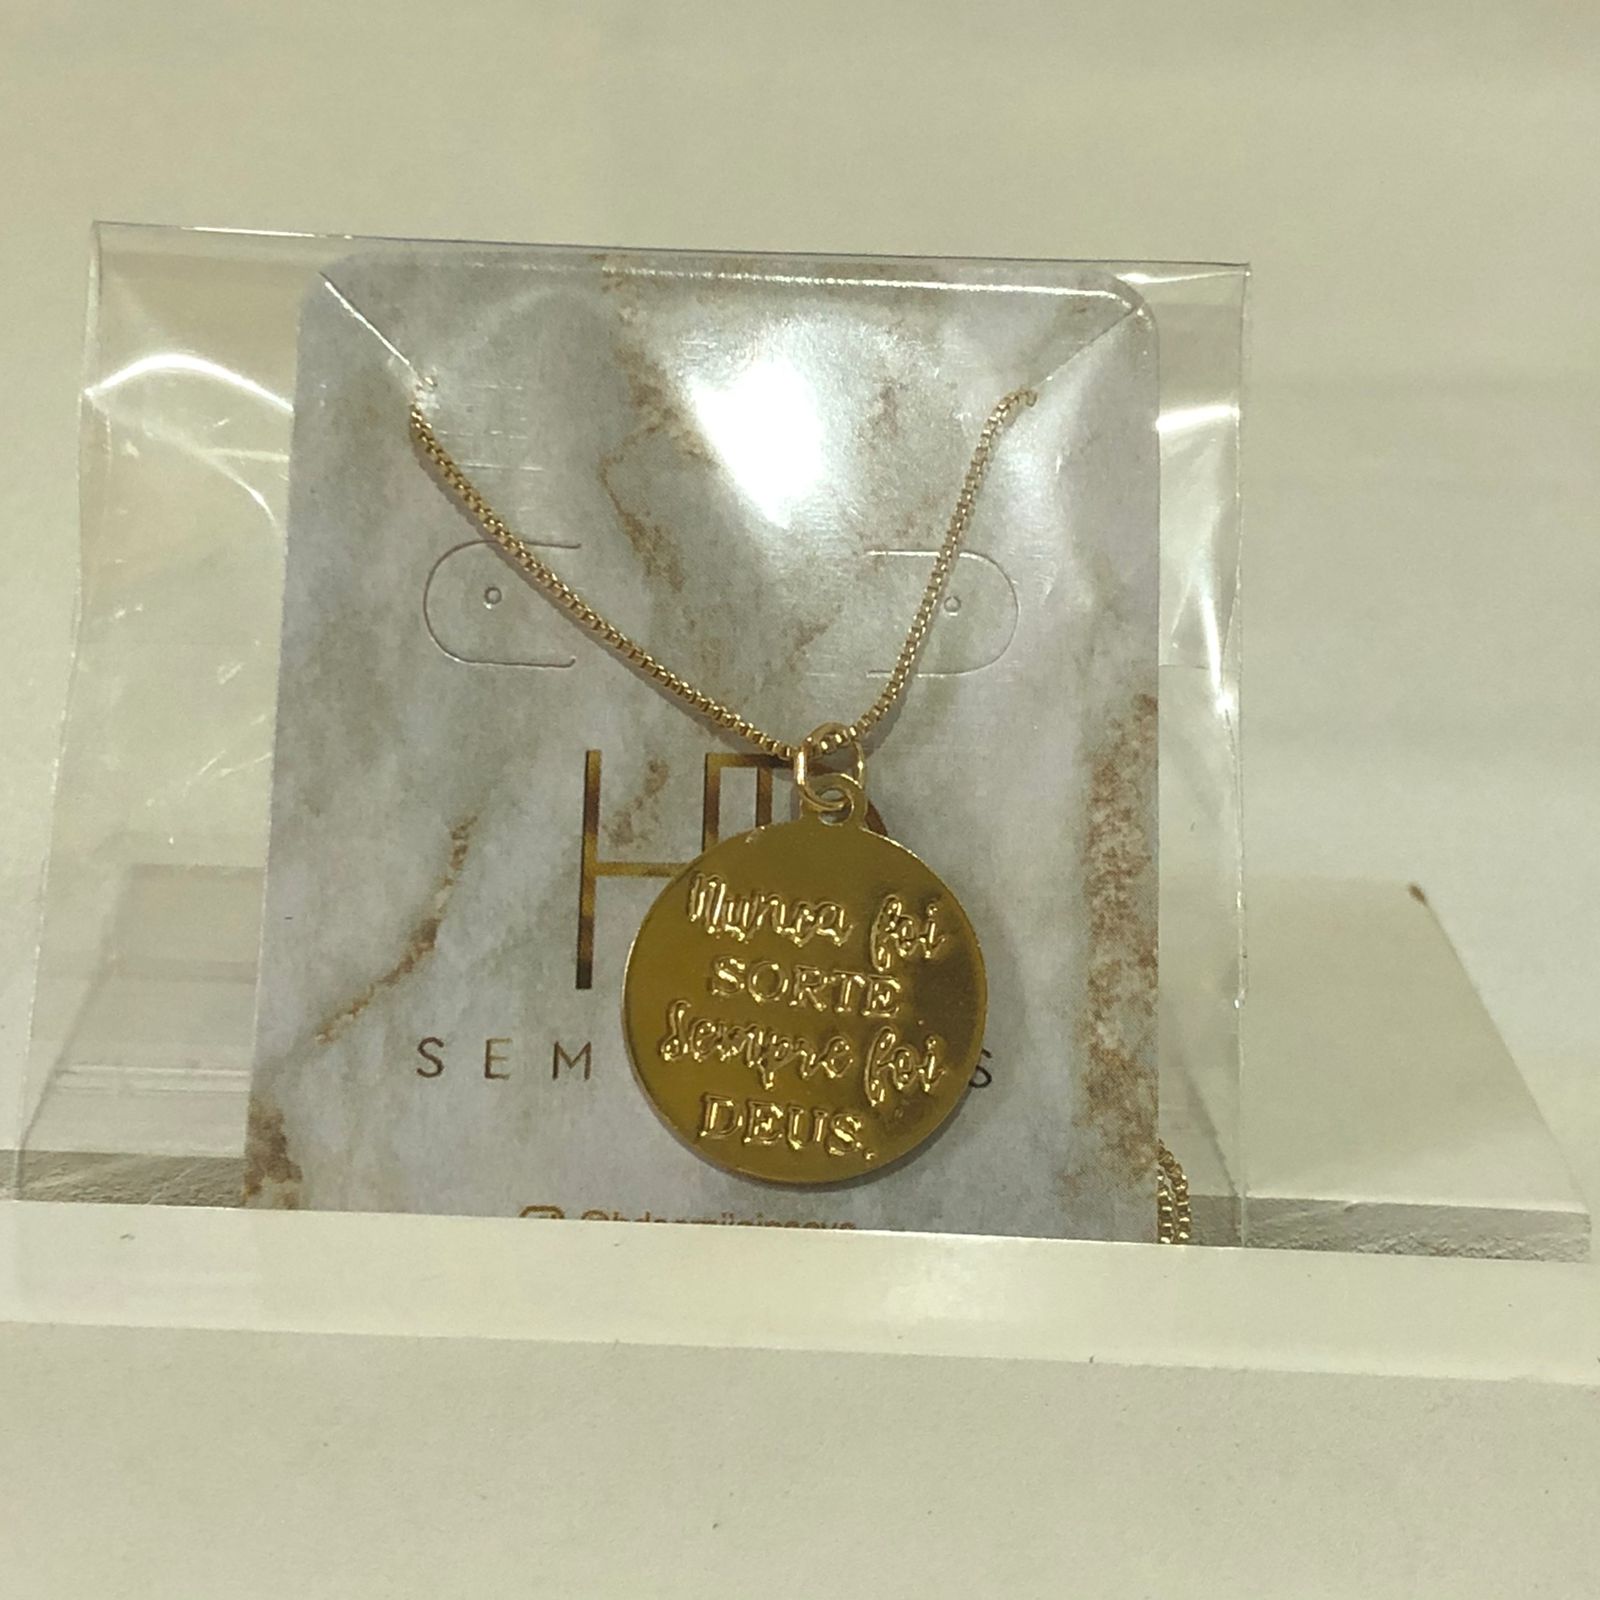 SEM
S
Nunca foi
SORTE
Sempre foi
DEUS.